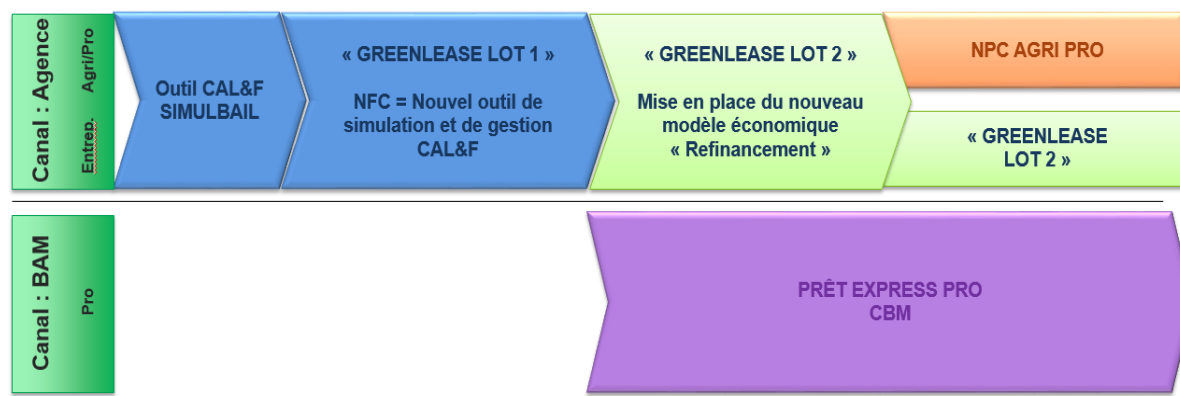 Canal : Agence
Entrep. Agri/Pro
Outil CAL&F
SIMULBAIL
« GREENLEASE LOT 1 »
NFC = Nouvel outil de
simulation et de gestion
CAL&F
« GREENLEASE LOT 2 »
Mise en place du nouveau
modèle économique
« Refinancement »
NPC AGRI PRO
« GREENLEASE
LOT 2 »
Canal : BAM
Pro
PRÊT EXPRESS PRO
CBM